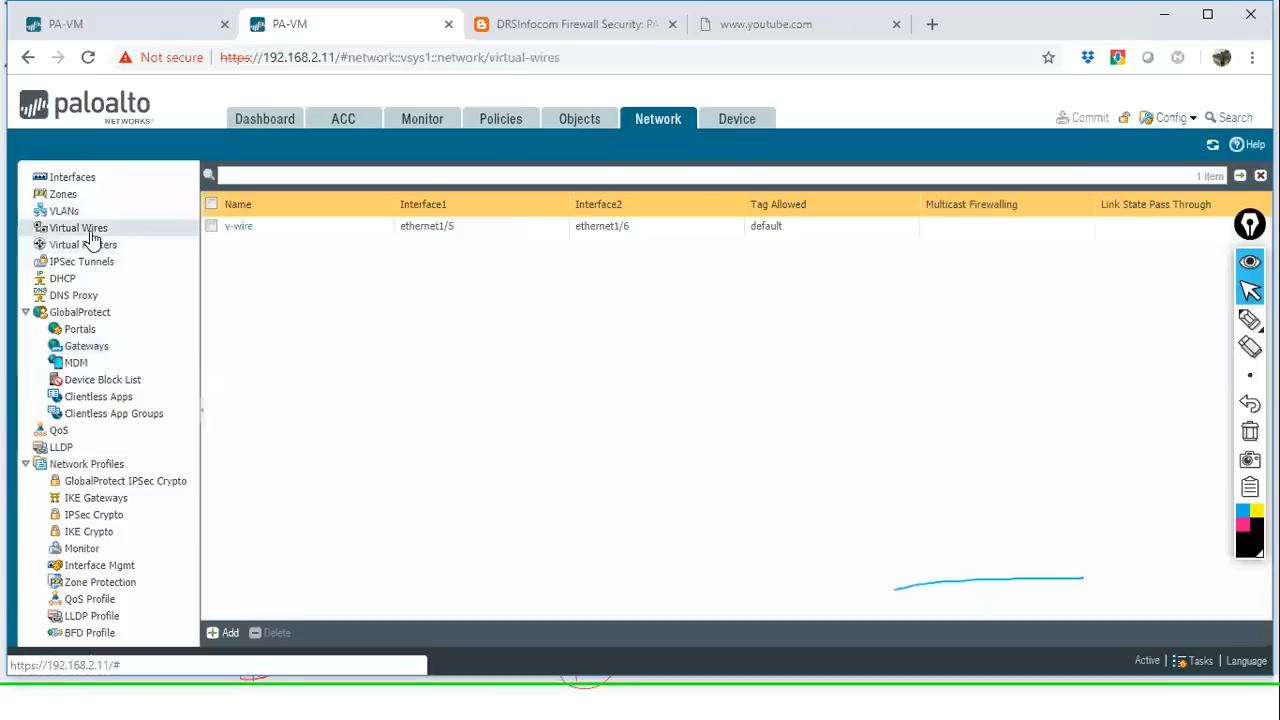 PA-VM
PA-VM
DRSInfocom Firewall Security: PA
www.youtube.com
Not secure
https://192.168.2.11/#network::vsys1::network/virtual-wires
paloalto
NETWORKS
Dashboard
ACC
Monitor
Policies
Objects
Network
Device
Commit
Config
Search
Help
Interfaces
Zones
VLANs
Virtual Wires
IPSec Tunnels
DHCP
DNS Proxy
GlobalProtect
Portals
Gateways
MDM
Device Block List
Clientless Apps
Clientless App Groups
QoS
LLDP
Network Profiles
GlobalProtect IPSec Crypto
IKE Gateways
IPSec Crypto
IKE Crypto
Monitor
Interface Mgmt
Zone Protection
QoS Profile
LLDP Profile
BFD Profile
1 item
Name Interface1 Interface2 Tag Allowed Multicast Firewalling Link State Pass Through
v-wire ethernet1/5 ethernet1/6 default
Add
Delete
https://192.168.2.11/#
Active
Tasks
Language